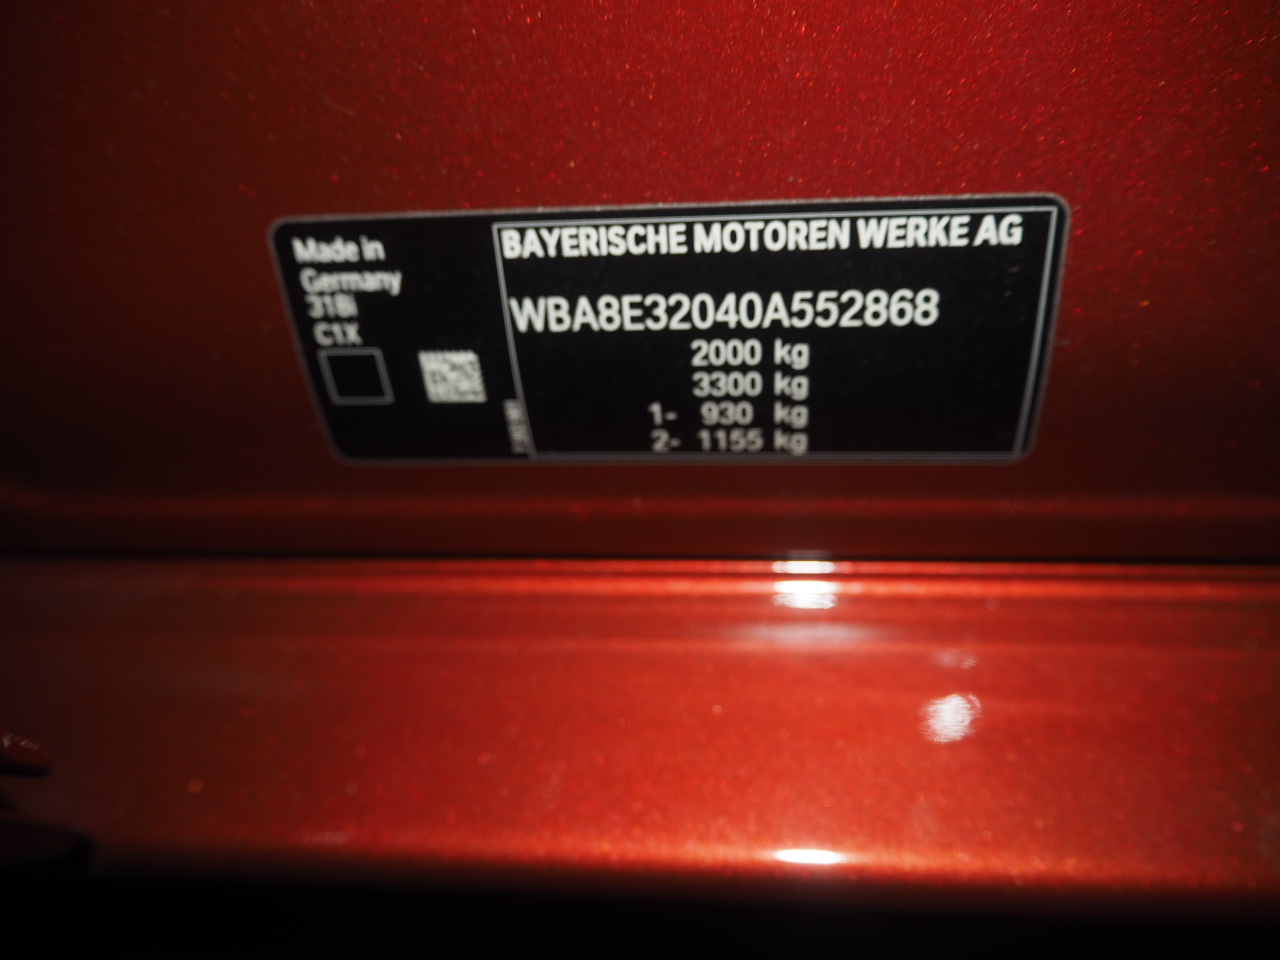 Made in
Germany
318i
C1X
BAYERISCHE MOTOREN WERKE AG
WBA8E32040A552868
2000 kg
3300 kg
1- 930 kg
2- 1155 kg